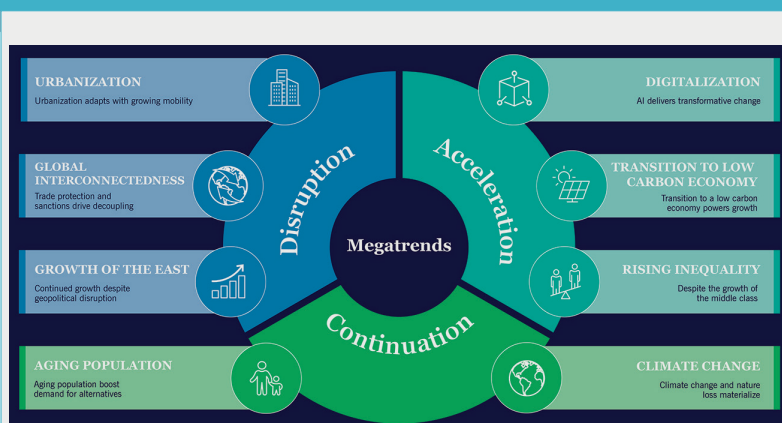 URBANIZATION
Urbanization adapts with growing mobility
GLOBAL
INTERCONNECTEDNESS
Trade protection and
sanctions drive decoupling
GROWTH OF THE EAST
Continued growth despite
geopolitical disruption
AGING POPULATION
Aging population boost
demand for alternatives
Disruption
Acceleration
Megatrends
Continuation
DIGITALIZATION
AI delivers transformative change
TRANSITION TO LOW
CARBON ECONOMY
Transition to a low carbon
economy powers growth
RISING INEQUALITY
Despite the growth of
the middle class
CLIMATE CHANGE
Climate change and nature
loss materialize